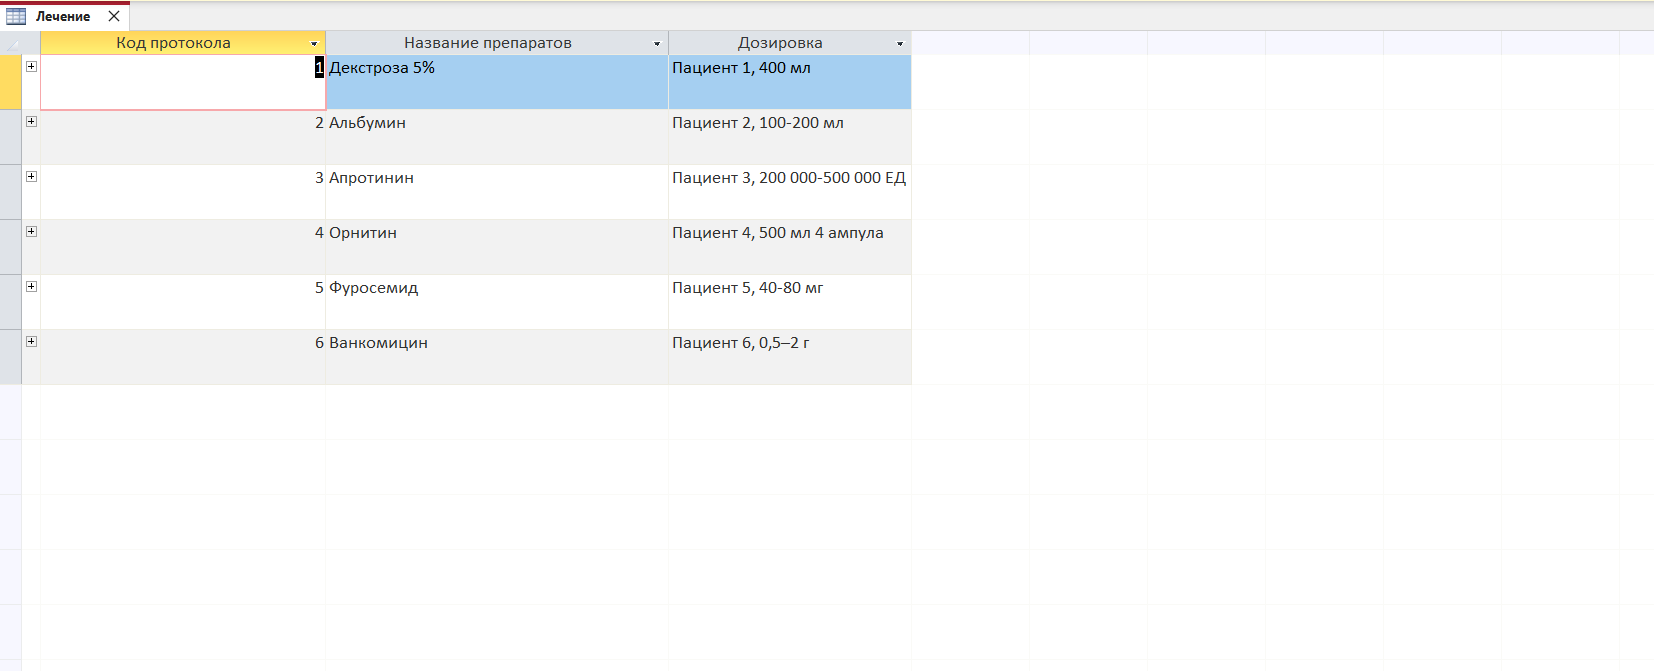 Лечение
Код протокола Название препаратов Дозировка
1 Декстроза 5% Пациент 1, 400 мл
2 Альбумин Пациент 2, 100-200 мл
3 Апротинин Пациент 3, 200 000-500 000 ЕД
4 Орнитин Пациент 4, 500 мл 4 ампула
5 Фуросемид Пациент 5, 40-80 мг
6 Ванкомицин Пациент 6, 0,5–2 г